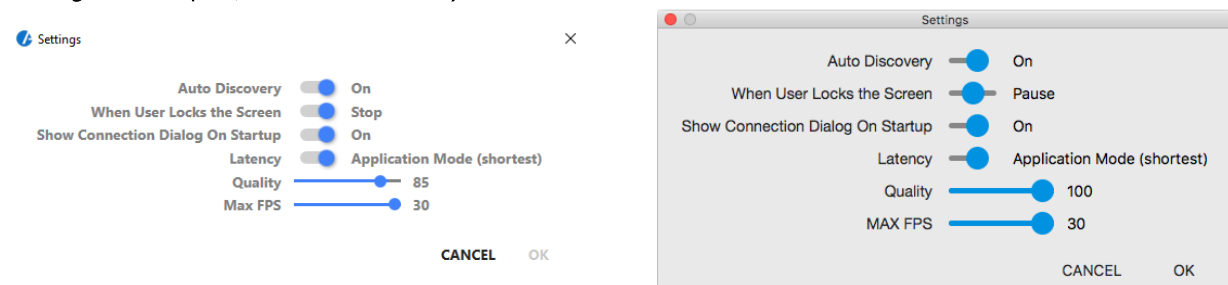 Settings
Auto Discovery On
When User Locks the Screen Stop
Show Connection Dialog On Startup On
Latency Application Mode (shortest)
Quality 85
Max FPS 30
CANCEL OK
Settings
Auto Discovery On
When User Locks the Screen Pause
Show Connection Dialog On Startup On
Latency Application Mode (shortest)
Quality 100
MAX FPS 30
CANCEL OK